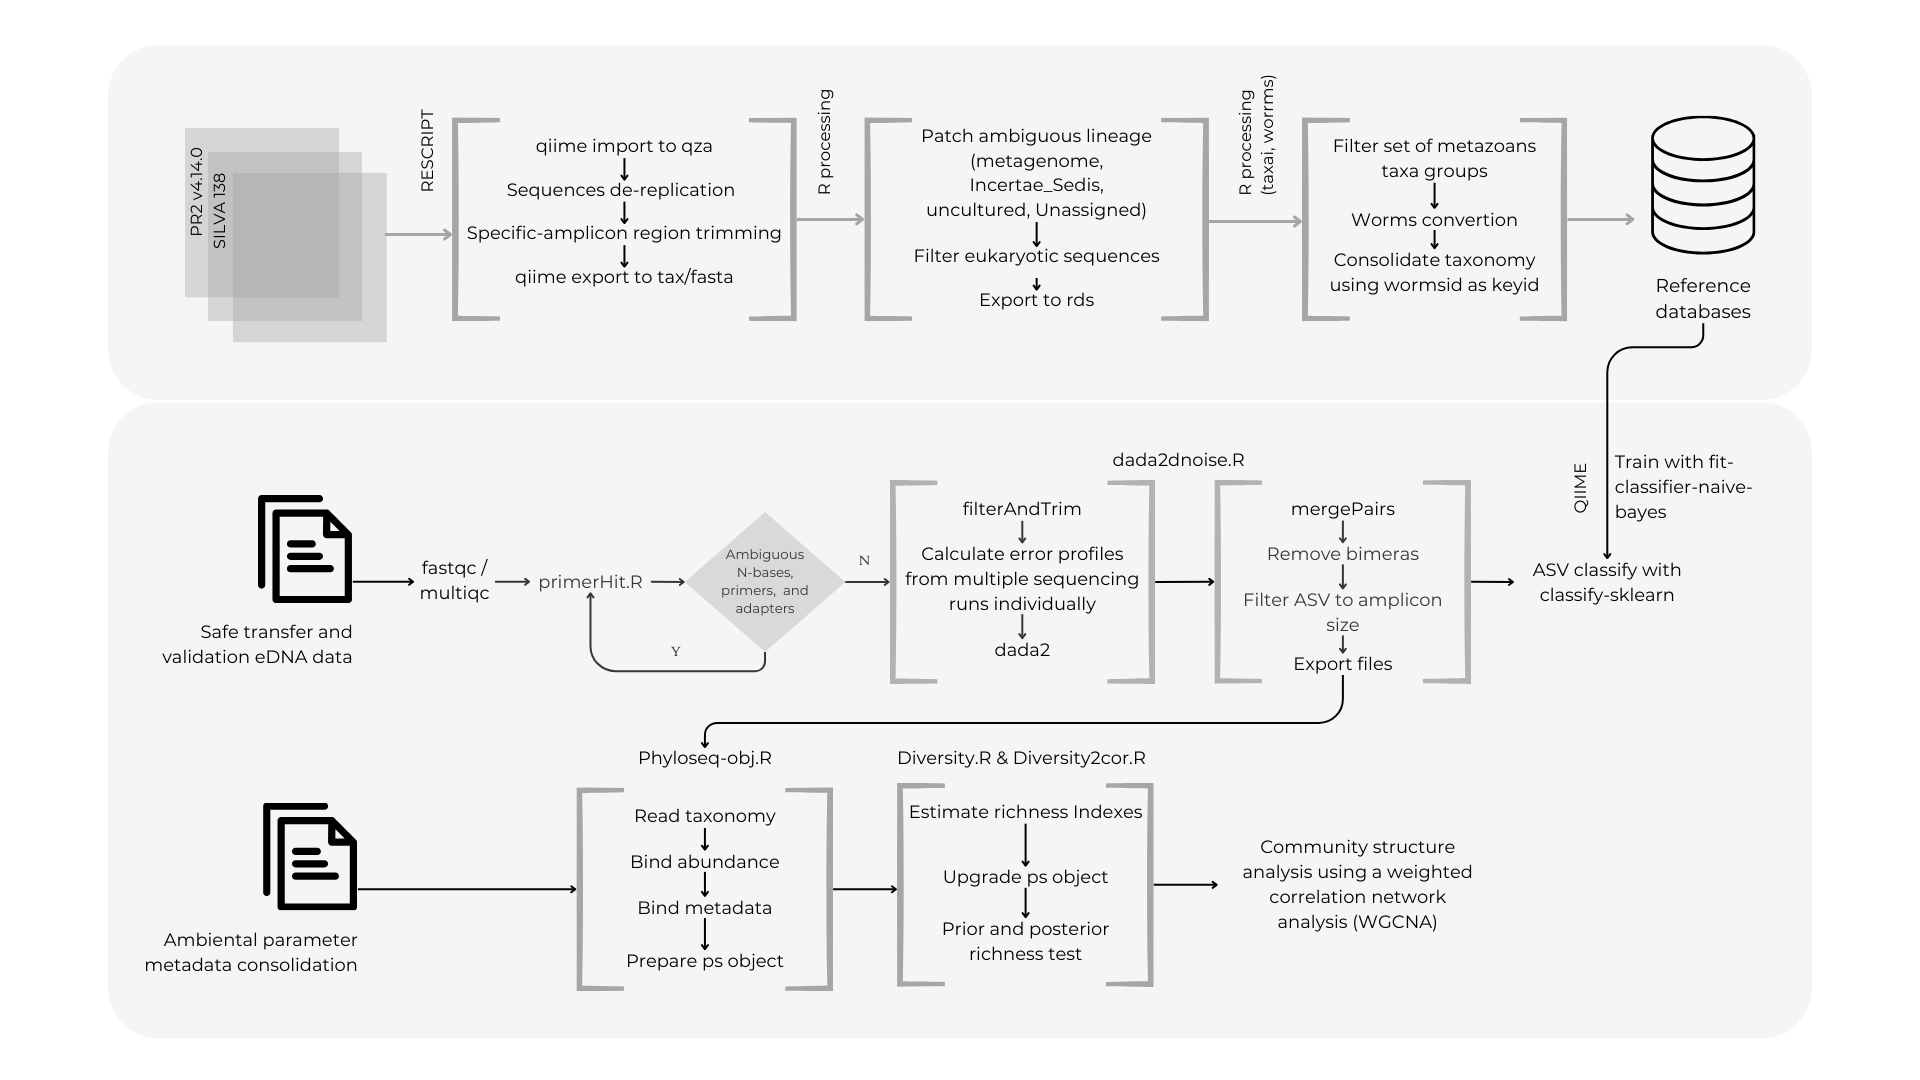 PR2 v4.14.0
SILVA 138
RESCRIPT
qiime import to qza
Sequences de-replication
Specific-amplicon region trimming
qiime export to tax/fasta
R processing
Patch ambiguous lineage
(metagenome,
Incertae_Sedis,
uncultured, Unassigned)
Filter eukaryotic sequences
Export to rds
R processing
(taxai, worrms)
Filter set of metazoans
taxa groups
Worms convertion
Consolidate taxonomy
using wormsid as keyid
Reference
databases
QIIME
Train with fit-
classifier-naive-
bayes
Safe transfer and
validation eDNA data
fastqc /
multiqc
primerHit.R
Ambiguous
N-bases,
primers, and
adapters
Y
N
dada2dnoise.R
filterAndTrim
Calculate error profiles
from multiple sequencing
runs individually
dada2
mergePairs
Remove bimeras
Filter ASV to amplicon
size
Export files
ASV classify with
classify-sklearn
Ambiental parameter
metadata consolidation
Phyloseq-obj.R
Read taxonomy
Bind abundance
Bind metadata
Prepare ps object
Diversity.R & Diversity2cor.R
Estimate richness Indexes
Upgrade ps object
Prior and posterior
richness test
Community structure
analysis using a weighted
correlation network
analysis (WGCNA)